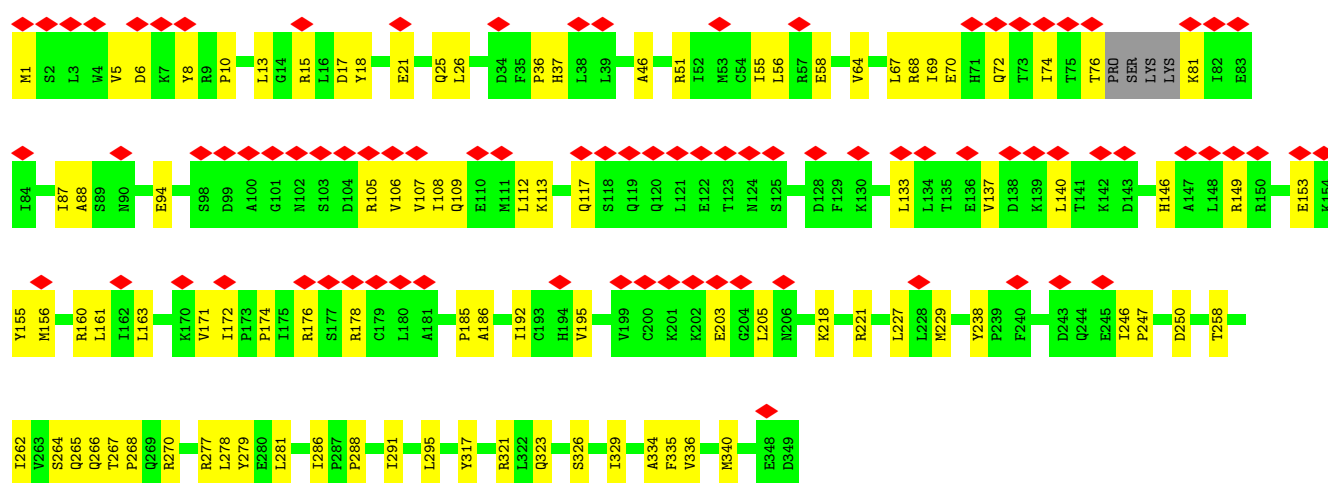 M1 S2 L3 W4 V5 D6 K7 Y8 R9 P10 L13 G14 R15 L16 D17 Y18 E21 Q25 L26 D34 F35 P36 H37 L38 L39 A46 R51 I52 M53 C54 I55 L56 R57 E58 V64 L67 R68 I69 E70 H71 Q72 T73 I74 T75 T76 PRO SER LYS LYS K81 I82 E83
I84 I87 A88 S89 N90 E94 S98 D99 A100 G101 N102 S103 D104 R105 V106 V107 I108 Q109 E110 M111 L112 K113 Q117 S118 Q119 Q120 L121 E122 T123 N124 S125 D128 F129 K130 L133 L134 T135 E136 V137 D138 K139 L140 T141 K142 D143 H146 A147 L148 R149 R150 E153 K154
Y155 M156 R160 L161 I162 L163 K170 V171 I172 P173 P174 I175 R176 S177 R178 C179 L180 A181 P185 A186 I192 C193 H194 V195 V199 C200 K201 K202 E203 G204 L205 N206 K218 R221 L227 L228 M229 Y238 P239 F240 D243 Q244 E245 I246 P247 D250 T258
I262 V263 S264 Q265 Q266 T267 P268 Q269 R270 R277 L278 Y279 E280 L281 I286 P287 P288 I291 L295 Y317 R321 L322 Q323 S326 I329 A334 F335 V336 M340 E348 D349